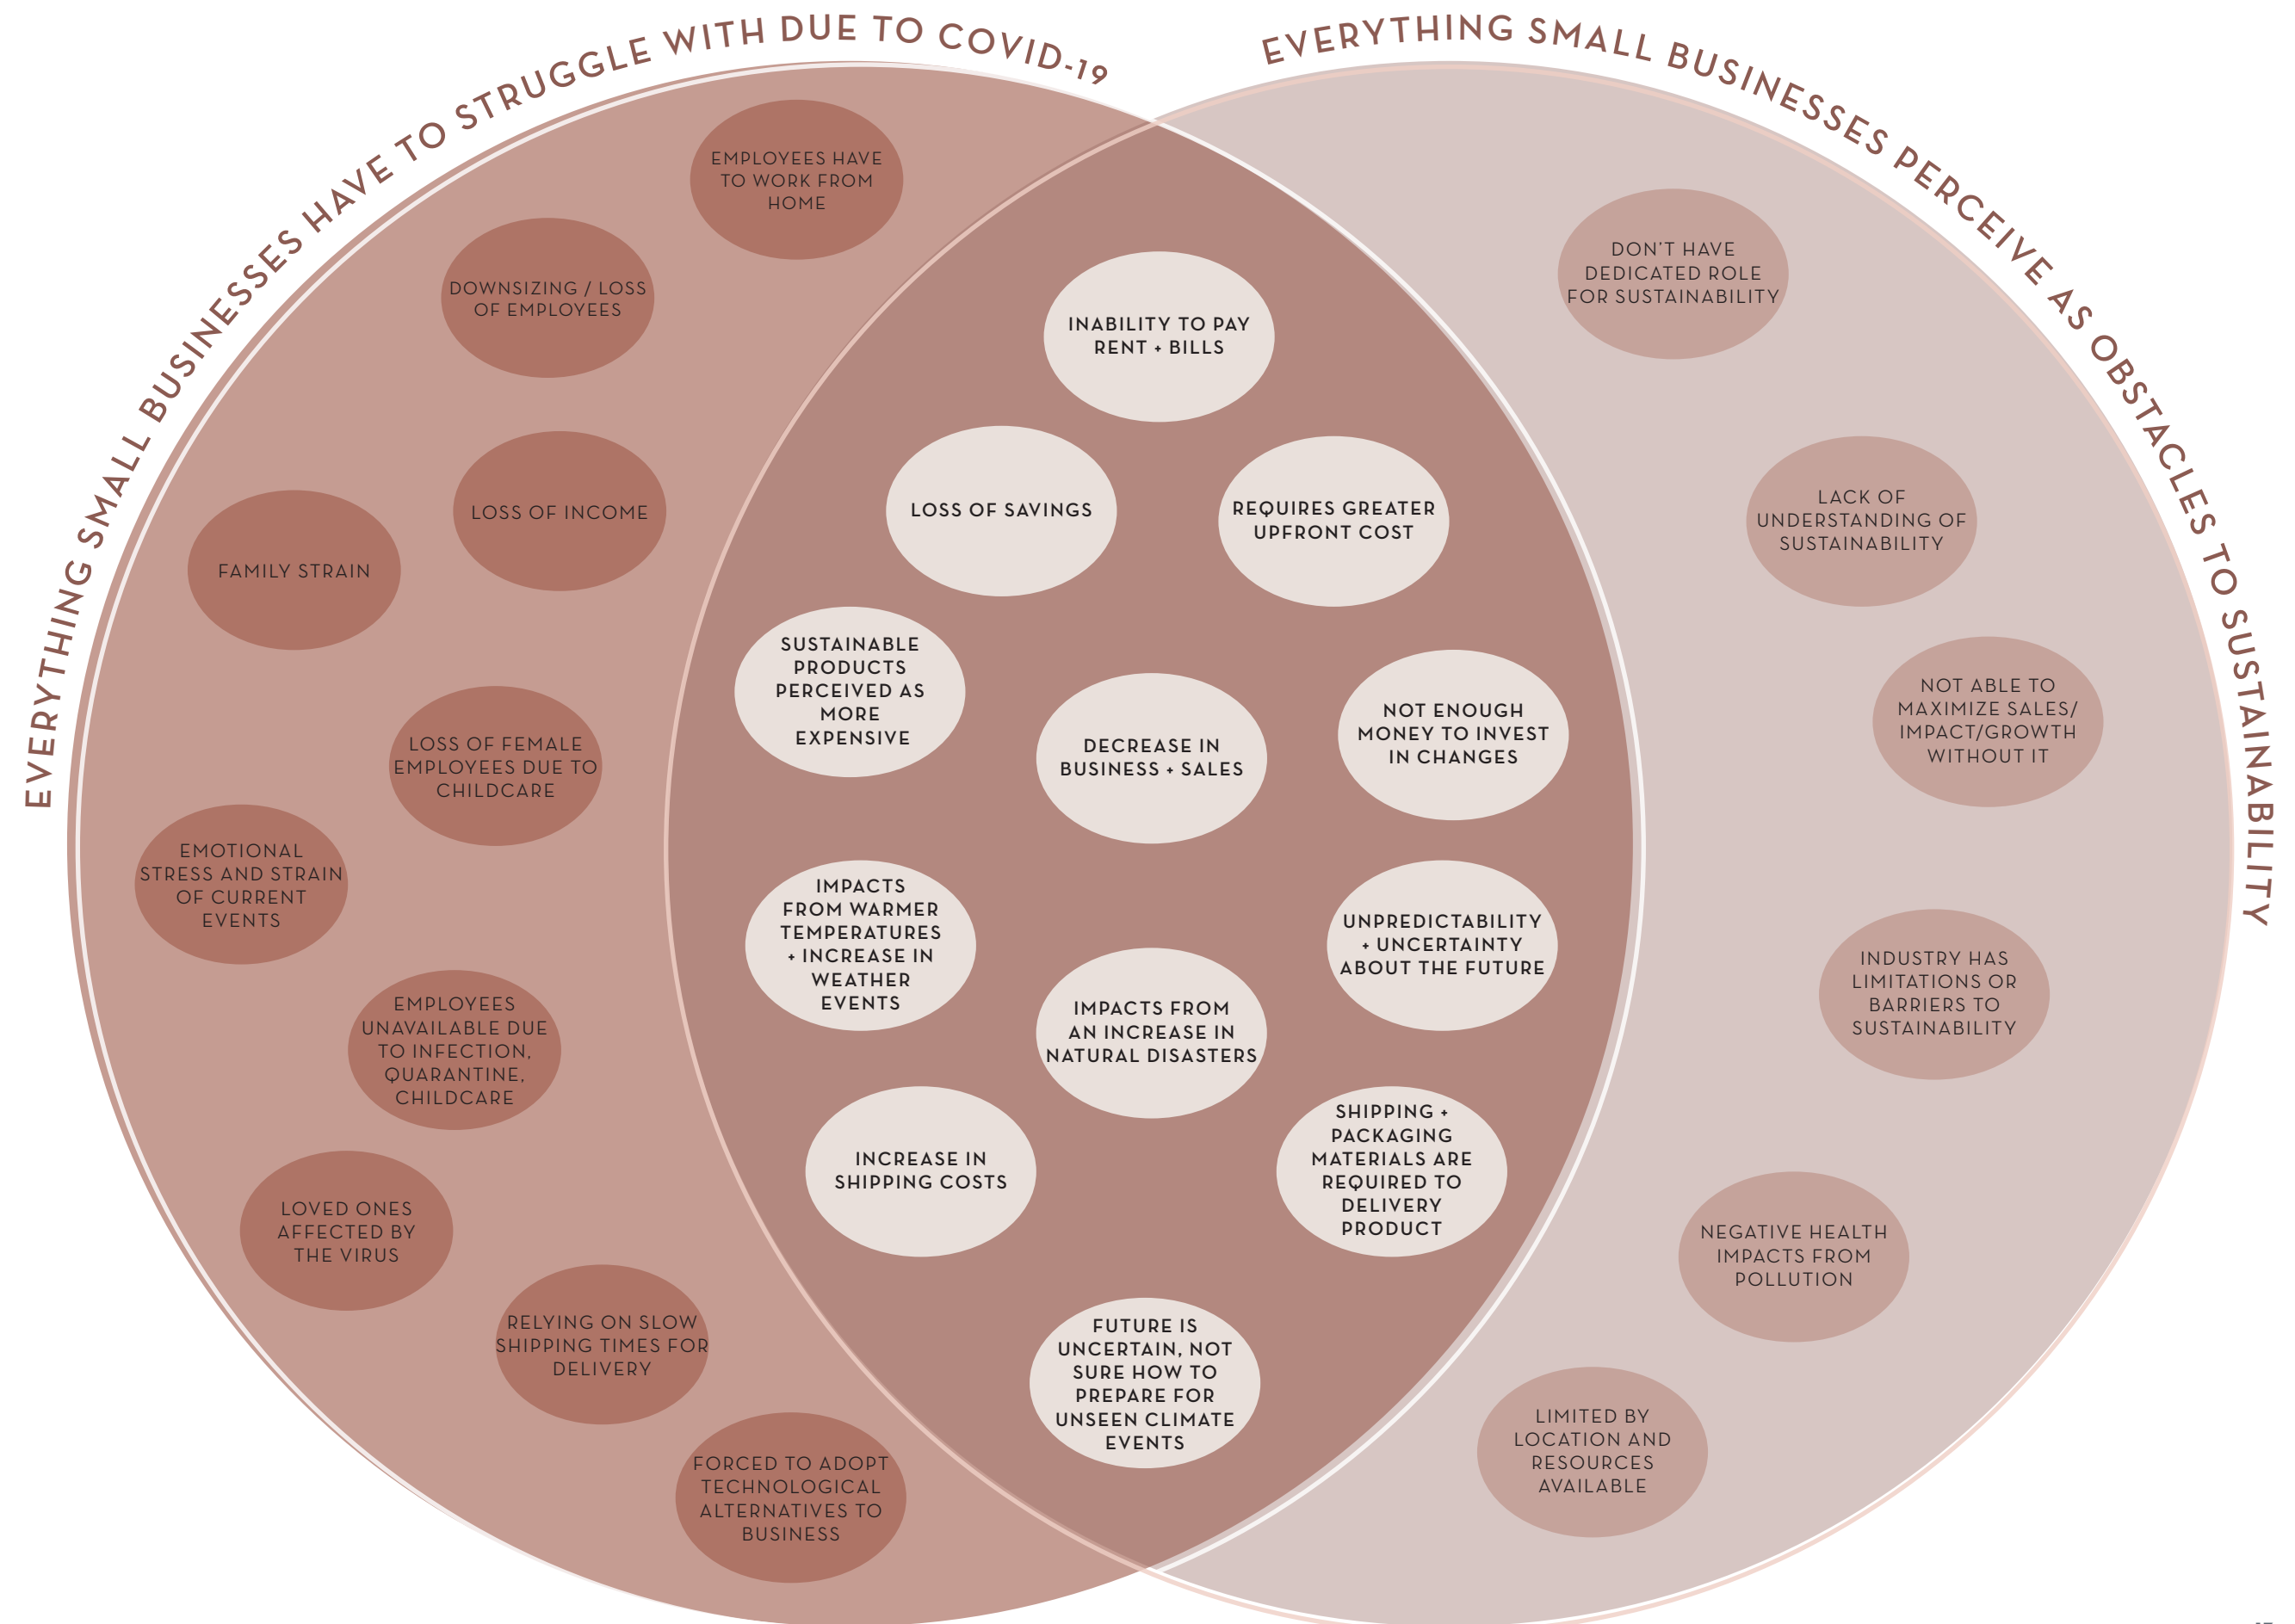 EVERYTHING SMALL BUSINESSES HAVE TO STRUGGLE WITH DUE TO COVID-19
EVERYTHING SMALL BUSINESSES PERCEIVE AS OBSTACLES TO SUSTAINABILITY
EMPLOYEES HAVE
TO WORK FROM
HOME
DOWNSIZING / LOSS
OF EMPLOYEES
LOSS OF INCOME
FAMILY STRAIN
LOSS OF FEMALE
EMPLOYEES DUE TO
CHILDCARE
EMOTIONAL
STRESS AND STRAIN
OF CURRENT
EVENTS
EMPLOYEES
UNAVAILABLE DUE
TO INFECTION,
QUARANTINE,
CHILDCARE
LOVED ONES
AFFECTED BY
THE VIRUS
RELYING ON SLOW
SHIPPING TIMES FOR
DELIVERY
FORCED TO ADOPT
TECHNOLOGICAL
ALTERNATIVES TO
BUSINESS
INABILITY TO PAY
RENT + BILLS
LOSS OF SAVINGS
REQUIRES GREATER
UPFRONT COST
SUSTAINABLE
PRODUCTS
PERCEIVED AS
MORE
EXPENSIVE
DECREASE IN
BUSINESS + SALES
NOT ENOUGH
MONEY TO INVEST
IN CHANGES
IMPACTS
FROM WARMER
TEMPERATURES
+ INCREASE IN
WEATHER
EVENTS
UNPREDICTABILITY
+ UNCERTAINTY
ABOUT THE FUTURE
IMPACTS FROM
AN INCREASE IN
NATURAL DISASTERS
INCREASE IN
SHIPPING COSTS
SHIPPING +
PACKAGING
MATERIALS ARE
REQUIRED TO
DELIVERY
PRODUCT
FUTURE IS
UNCERTAIN, NOT
SURE HOW TO
PREPARE FOR
UNSEEN CLIMATE
EVENTS
DON'T HAVE
DEDICATED ROLE
FOR SUSTAINABILITY
LACK OF
UNDERSTANDING OF
SUSTAINABILITY
NOT ABLE TO
MAXIMIZE SALES/
IMPACT/GROWTH
WITHOUT IT
INDUSTRY HAS
LIMITATIONS OR
BARRIERS TO
SUSTAINABILITY
NEGATIVE HEALTH
IMPACTS FROM
POLLUTION
LIMITED BY
LOCATION AND
RESOURCES
AVAILABLE